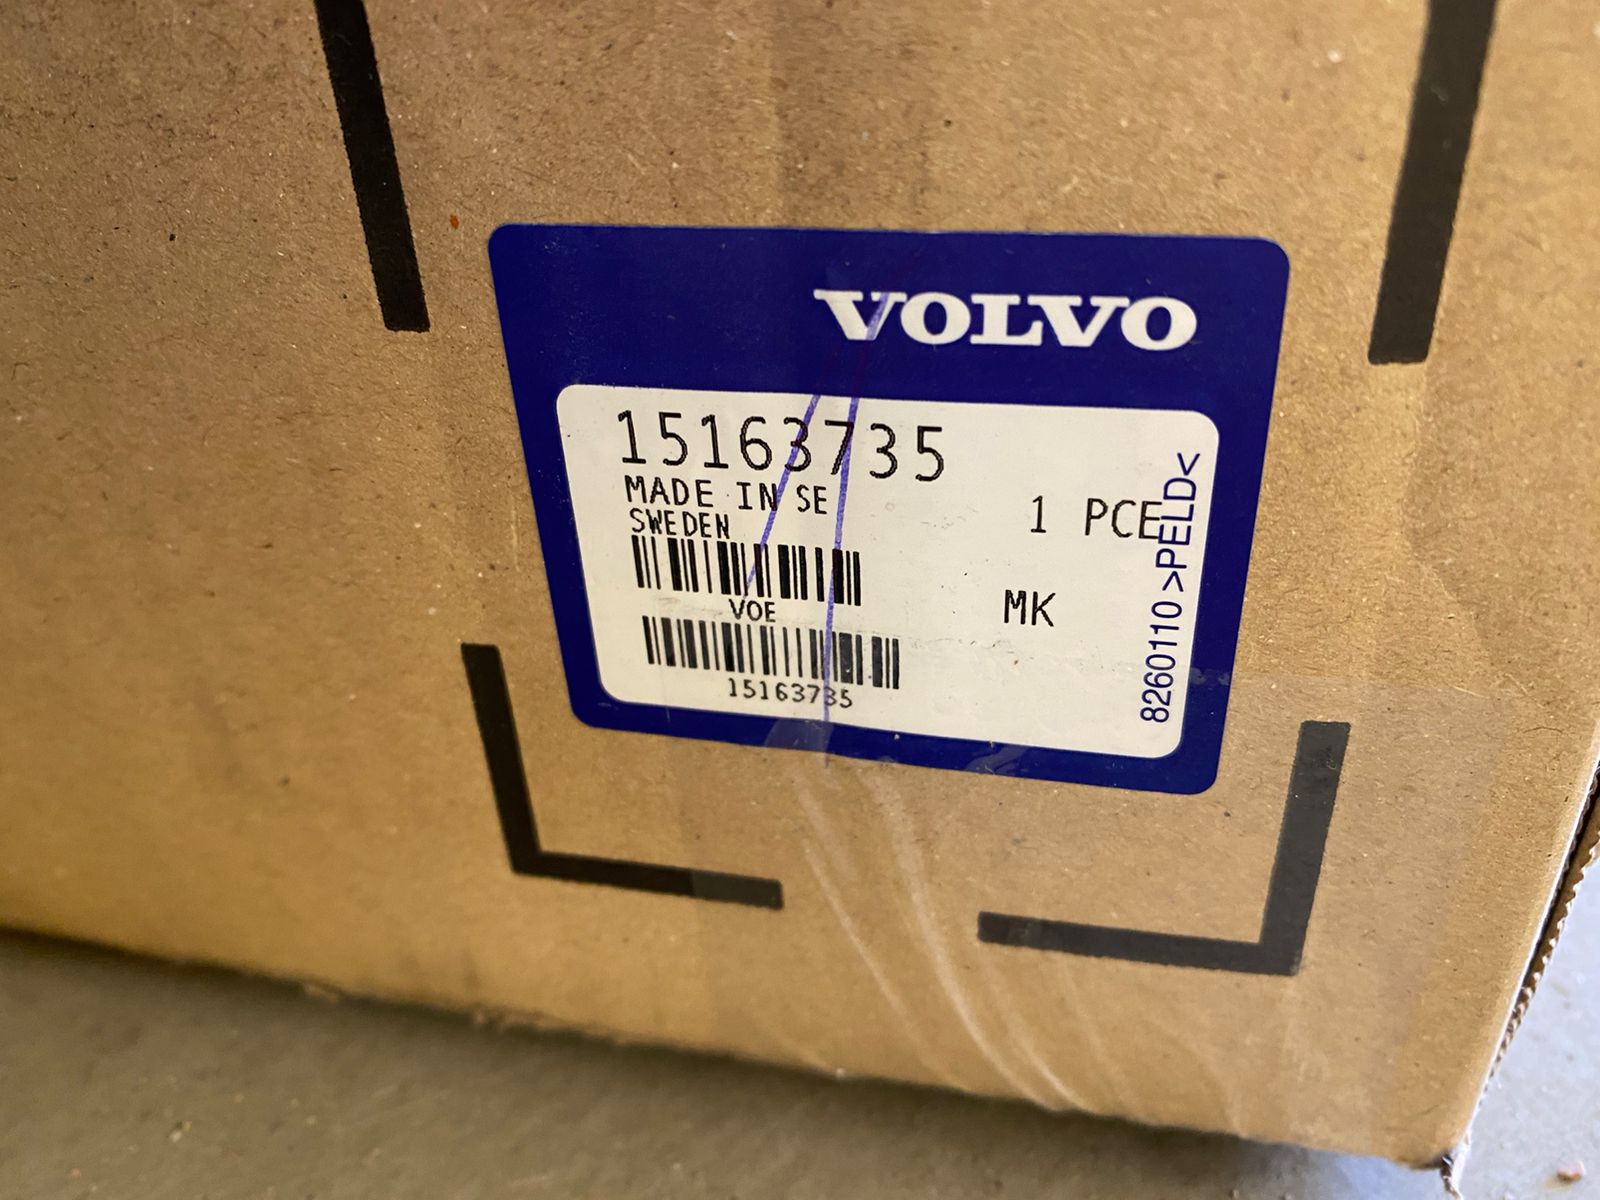 VOLVO
15163735
MADE IN SE
SWEDEN
1 PCE
VOE
MK
15163735
8260110 >PELD<